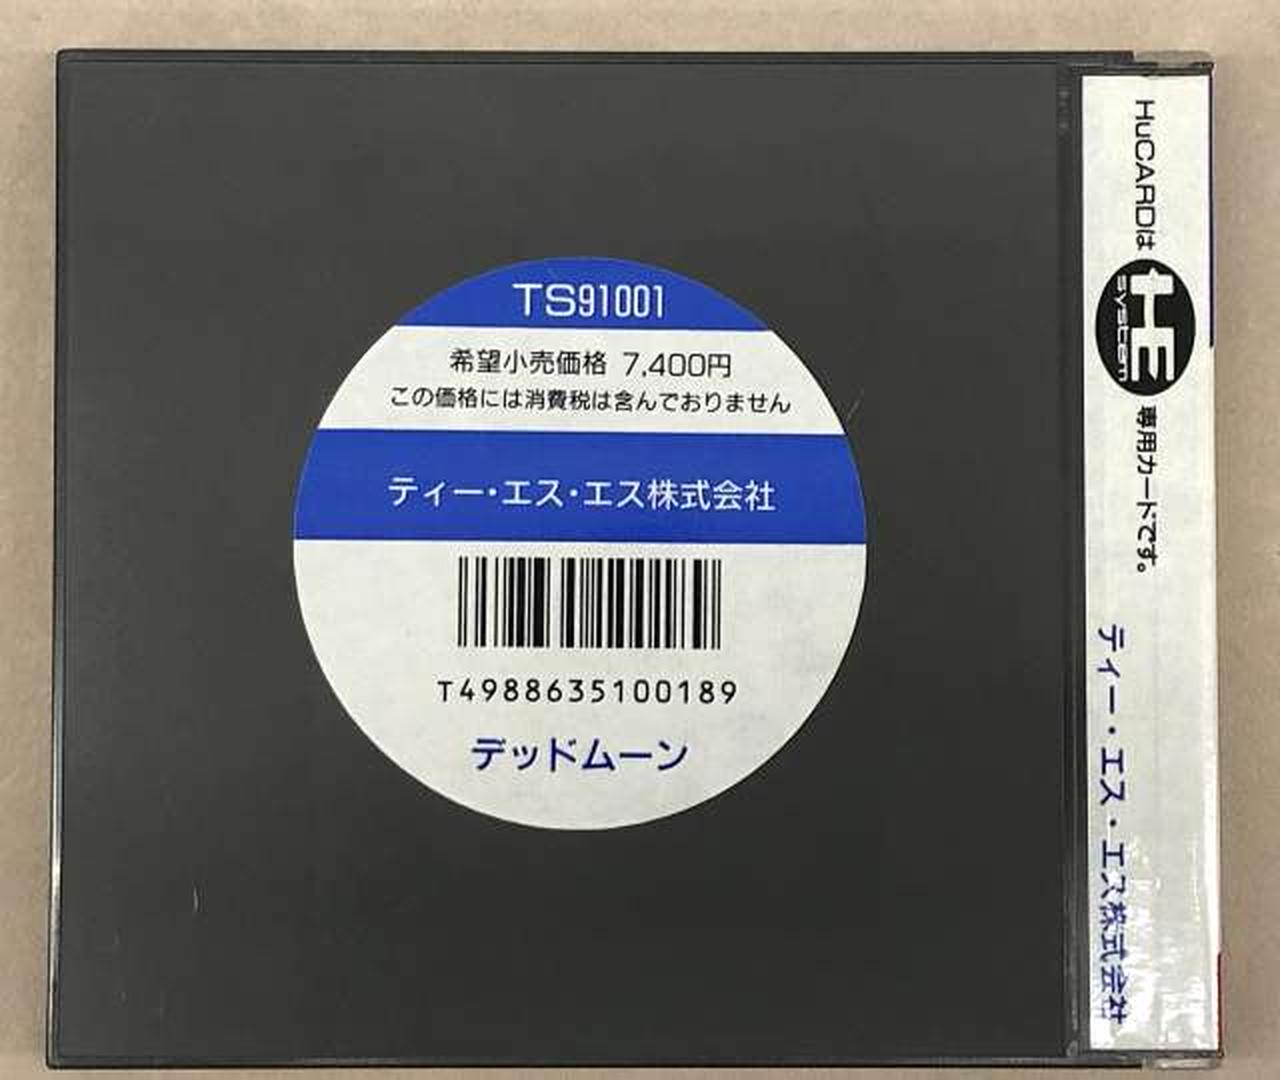 TS91001
希望小売価格 7,400円
この価格には消費税は含んでおりません
ティー・エス・エス株式会社
T4988635100189
デッドムーン
HuCARDは HE system 専用カードです。
ティー・エス・エス株式会社